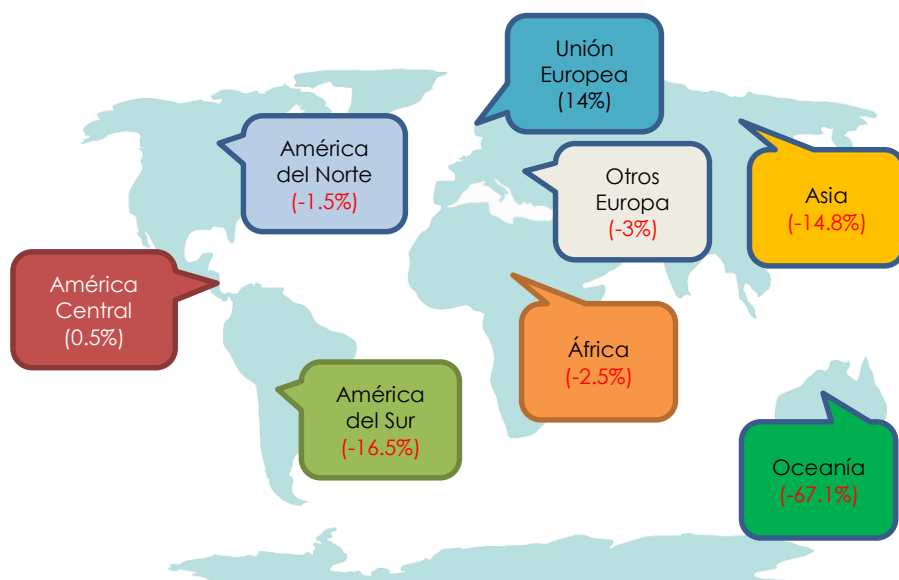 Unión
Europea
(14%)
América
del Norte
(-1.5%)
Otros
Europa
(-3%)
Asia
(-14.8%)
América
Central
(0.5%)
África
(-2.5%)
América
del Sur
(-16.5%)
Oceanía
(-67.1%)